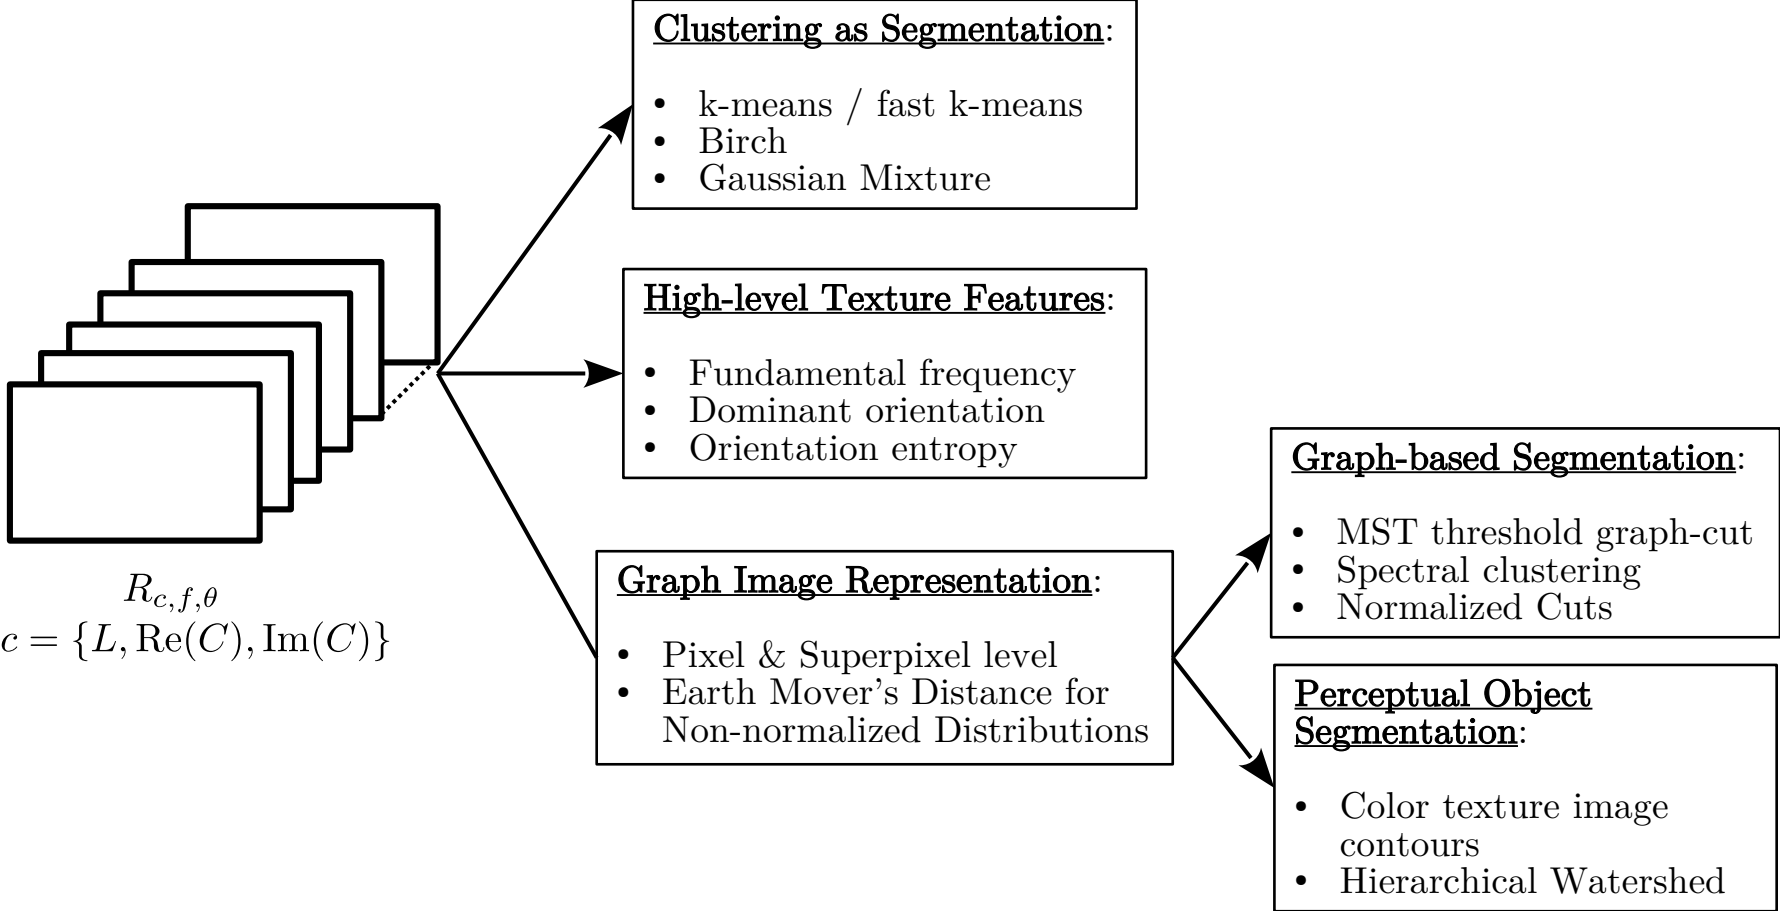 Clustering as Segmentation:
• k-means / fast k-means
• Birch
• Gaussian Mixture
High-level Texture Features:
• Fundamental frequency
• Dominant orientation
• Orientation entropy
R_{c,f,θ}
c = {L, Re(C), Im(C)}
Graph Image Representation:
• Pixel & Superpixel level
• Earth Mover's Distance for
Non-normalized Distributions
Graph-based Segmentation:
• MST threshold graph-cut
• Spectral clustering
• Normalized Cuts
Perceptual Object
Segmentation:
• Color texture image
contours
• Hierarchical Watershed